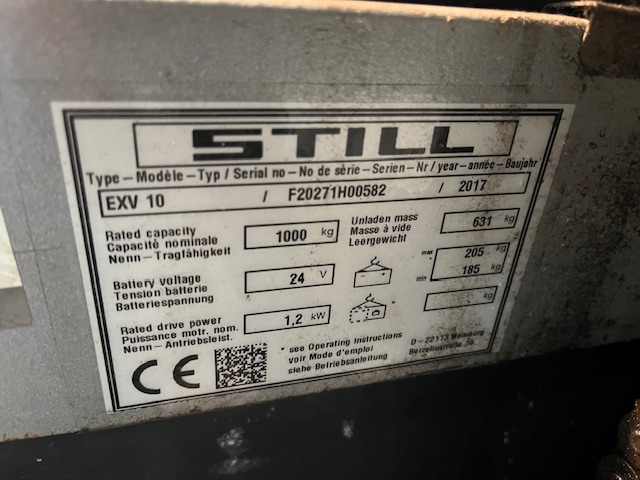 STILL
Type – Modèle – Typ / Serial no – No de série – Serien – Nr / year – année – Baujahr
EXV 10 / F20271H00582 / 2017
Rated capacity
Capacité nominale
Nenn – Tragfähigkeit
1000 kg
Unladen mass
Masse à vide
Leergewicht
631 kg
Battery voltage
Tension batterie
Batteriespannung
24 V
max 205 kg
min 185 kg
Rated drive power
Puissance motr. nom.
Nenn – Antriebsleist.
1,2 kW
kg
* see Operating Instructions
voir Mode d'emploi
siehe Betriebsanleitung
D – 22113 Hamburg
Berzeliusstraße 10
CE